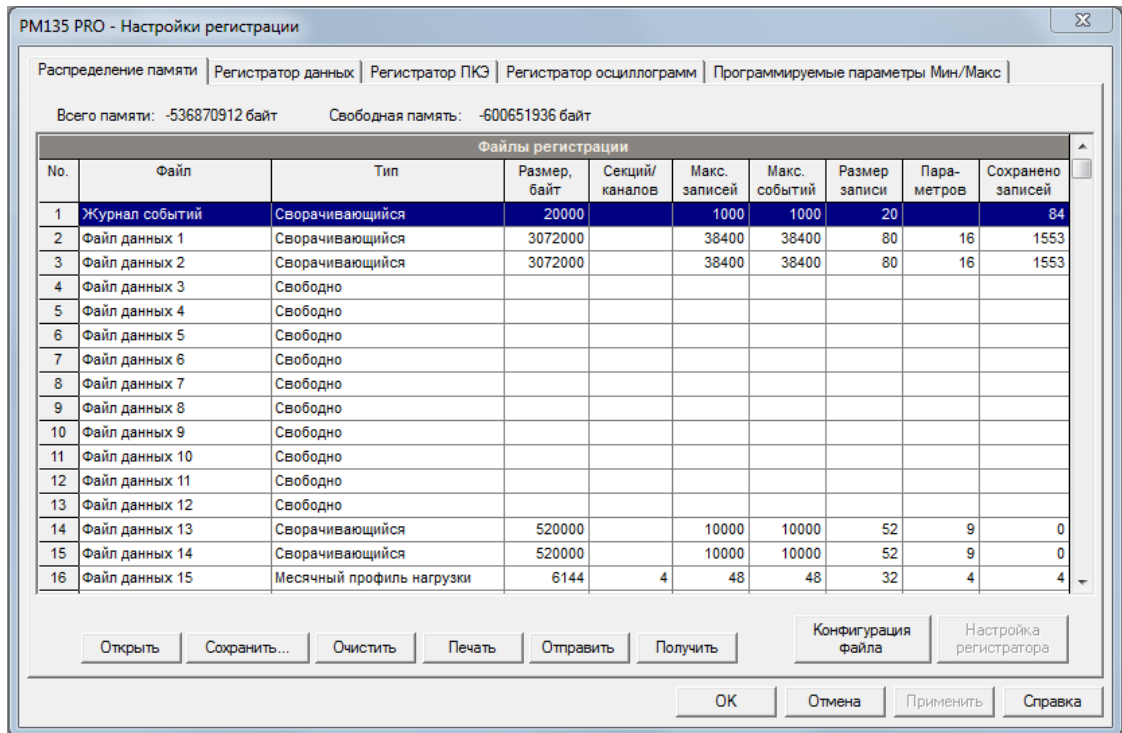 PM135 PRO - Настройки регистрации
Распределение памяти Регистратор данных Регистратор ПКЭ Регистратор осциллограмм Программируемые параметры Мин/Макс
Всего памяти: -536870912 байт Свободная память: -600651936 байт
Файлы регистрации
No. Файл Тип Размер, байт Секций/ каналов Макс. записей Макс. событий Размер записи Пара- метров Сохранено записей
1 Журнал событий Сворачивающийся 20000 1000 1000 20 84
2 Файл данных 1 Сворачивающийся 3072000 38400 38400 80 16 1553
3 Файл данных 2 Сворачивающийся 3072000 38400 38400 80 16 1553
4 Файл данных 3 Свободно
5 Файл данных 4 Свободно
6 Файл данных 5 Свободно
7 Файл данных 6 Свободно
8 Файл данных 7 Свободно
9 Файл данных 8 Свободно
10 Файл данных 9 Свободно
11 Файл данных 10 Свободно
12 Файл данных 11 Свободно
13 Файл данных 12 Свободно
14 Файл данных 13 Сворачивающийся 520000 10000 10000 52 9 0
15 Файл данных 14 Сворачивающийся 520000 10000 10000 52 9 0
16 Файл данных 15 Месячный профиль нагрузки 6144 4 48 48 32 4 4
Открыть Сохранить... Очистить Печать Отправить Получить Конфигурация файла Настройка регистратора
OK Отмена Применить Справка